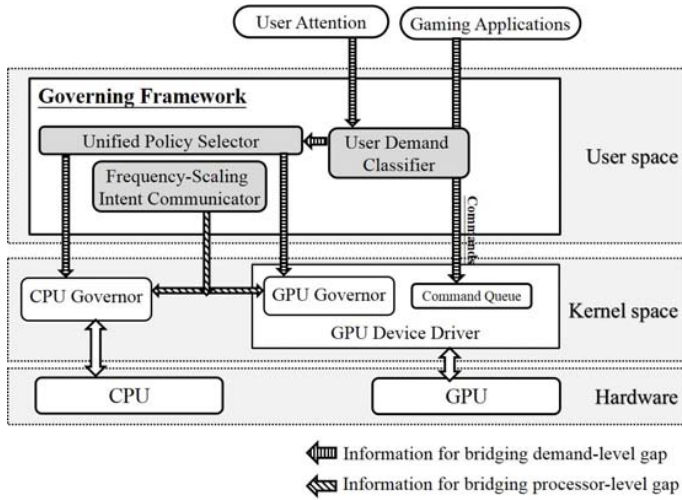 User Attention
Gaming Applications
Governing Framework
Unified Policy Selector
User Demand
Classifier
Frequency-Scaling
Intent Communicator
User space
Commands
CPU Governor
GPU Governor
Command Queue
GPU Device Driver
Kernel space
CPU
GPU
Hardware
Information for bridging demand-level gap
Information for bridging processor-level gap